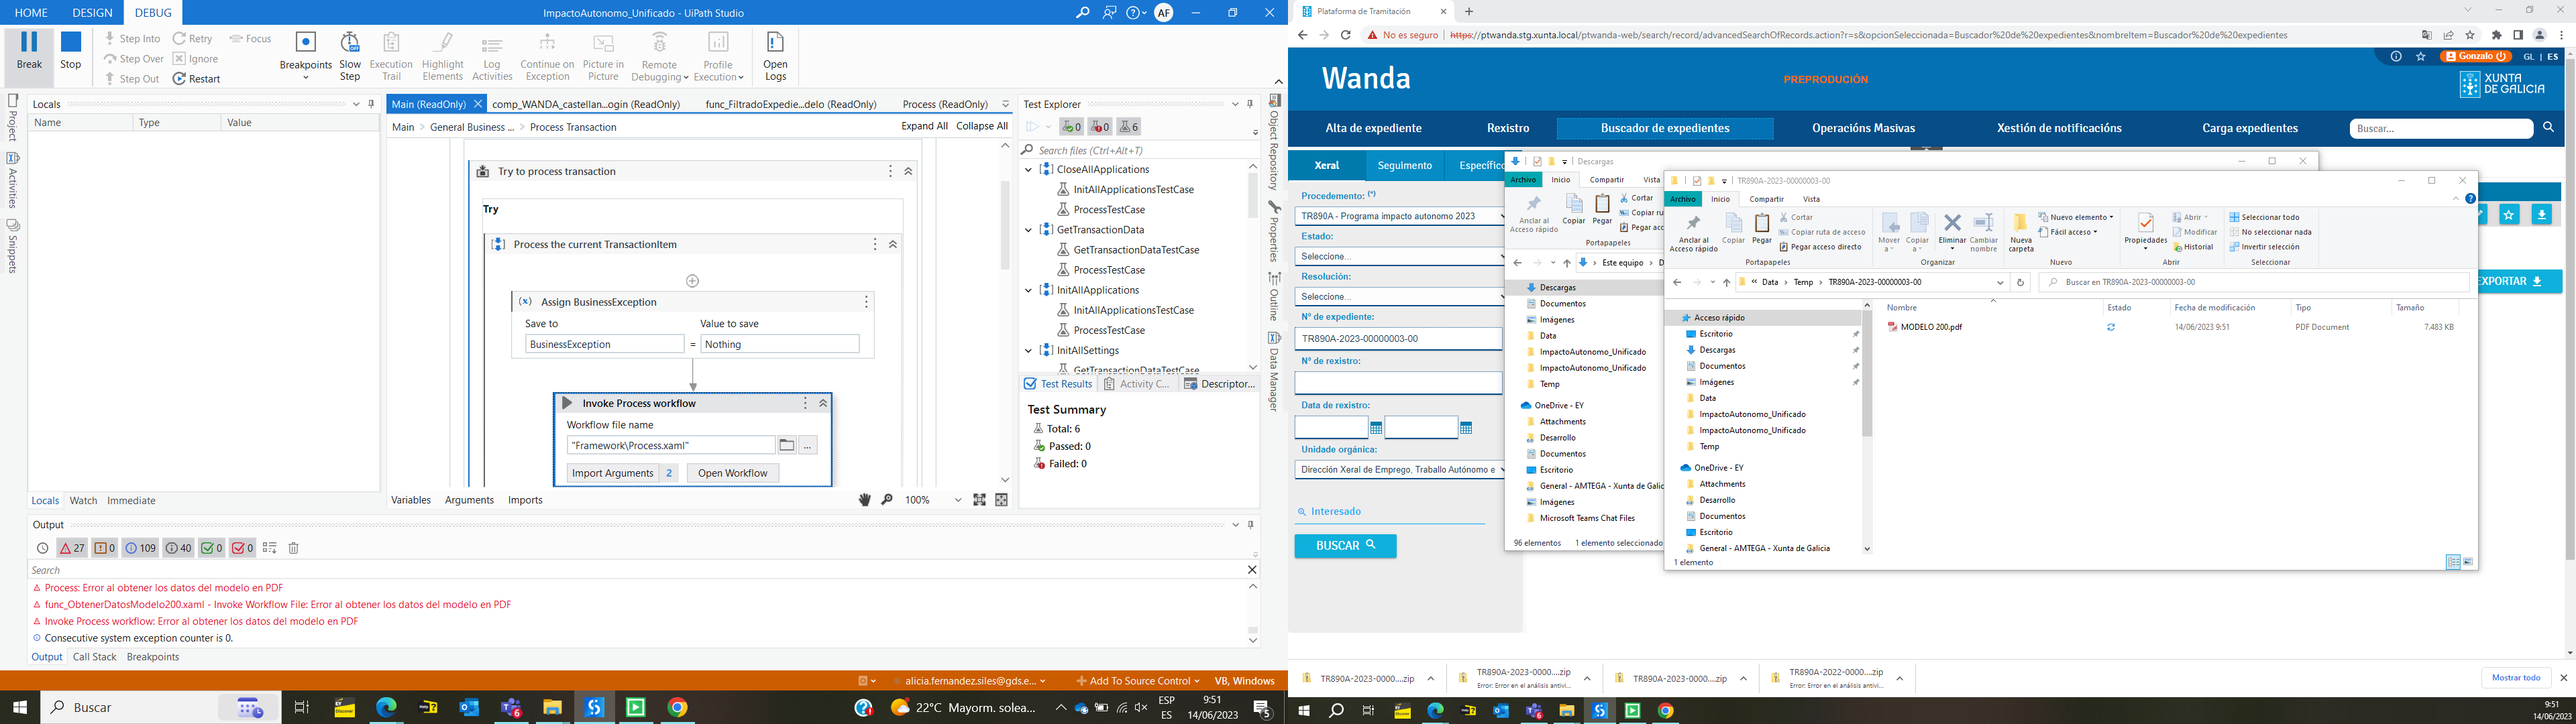 HOME DESIGN DEBUG ImpactoAutonomo_Unificado - UiPath Studio AF
Break Stop Step Into Step Over Step Out Retry Ignore Restart Focus Breakpoints Slow Step Execution Trail Highlight Elements Log Activities Continue on Exception Picture in Picture Remote Debugging Profile Execution Open Logs
Project Activities Snippets
Locals
Name Type Value
Locals Watch Immediate
Main (ReadOnly) comp_WANDA_castellan...ogin (ReadOnly) func_FiltradoExpedie...delo (ReadOnly) Process (ReadOnly)
Main > General Business ... > Process Transaction Expand All Collapse All
Try to process transaction
Try
Process the current TransactionItem
Assign BusinessException
Save to Value to save
BusinessException = Nothing
Invoke Process workflow
Workflow file name
"Framework\Process.xaml" ...
Import Arguments 2 Open Workflow
Variables Arguments Imports 100%
Test Explorer
0 0 6
Search files (Ctrl+Alt+T)
CloseAllApplications
InitAllApplicationsTestCase
ProcessTestCase
GetTransactionData
GetTransactionDataTestCase
ProcessTestCase
InitAllApplications
InitAllApplicationsTestCase
ProcessTestCase
InitAllSettings
GetTransactionDataTestCase
Test Results Activity C... Descriptor...
Test Summary
Total: 6
Passed: 0
Failed: 0
Object Repository Properties Outline Data Manager
Output
27 0 109 40 0 0
Search
Process: Error al obtener los datos del modelo en PDF
func_ObtenerDatosModelo200.xaml - Invoke Workflow File: Error al obtener los datos del modelo en PDF
Invoke Process workflow: Error al obtener los datos del modelo en PDF
Consecutive system exception counter is 0.
Output Call Stack Breakpoints
alicia.fernandez.siles@gds.e... Add To Source Control VB, Windows
Buscar 22°C Mayorm. solea... ESP ES 9:51 14/06/2023 5
Plataforma de Tramitación
No es seguro https://ptwanda.stg.xunta.local/ptwanda-web/search/record/advancedSearchOfRecords.action?r=s&opcionSeleccionada=Buscador%20de%20expedientes&nombreItem=Buscador%20de%20expedientes
Wanda PREPRODUCIÓN Gonzalo GL | ES
XUNTA DE GALICIA
Alta de expediente Rexistro Buscador de expedientes Operacións Masivas Xestión de notificacións Carga expedientes Buscar...
Xeral Seguimento Específico
Procedemento: (*)
TR890A - Programa impacto autonomo 2023
Estado:
Seleccione...
Resolución:
Seleccione...
Nº de expediente:
TR890A-2023-00000003-00
Nº de rexistro:
Data de rexistro:
Unidade orgánica:
Dirección Xeral de Emprego, Traballo Autónomo e
Interesado
BUSCAR
EXPORTAR
Descargas
Archivo Inicio Compartir Vista
Anclar al Acceso rápido Copiar Pegar Cortar Copiar ru Pegar acc
Portapapeles
Este equipo > D
Descargas
Documentos
Imágenes
Data
ImpactoAutonomo_Unificado
ImpactoAutonomo_Unificado
Temp
OneDrive - EY
Attachments
Desarrollo
Documentos
Escritorio
General - AMTEGA - Xunta de Galic
Imágenes
Microsoft Teams Chat Files
96 elementos 1 elemento seleccionado
TR890A-2023-00000003-00
Archivo Inicio Compartir Vista
Anclar al Acceso rápido Copiar Pegar Cortar Copiar ruta de acceso Pegar acceso directo Mover a Copiar a Eliminar Cambiar nombre Nueva carpeta Nuevo elemento Fácil acceso Propiedades Abrir Modificar Historial Seleccionar todo No seleccionar nada Invertir selección
Portapapeles Organizar Nuevo Abrir Seleccionar
« Data > Temp > TR890A-2023-00000003-00 Buscar en TR890A-2023-00000003-00
Nombre Estado Fecha de modificación Tipo Tamaño
MODELO 200.pdf 14/06/2023 9:51 PDF Document 7.483 KB
Acceso rápido
Escritorio
Descargas
Documentos
Imágenes
Data
ImpactoAutonomo_Unificado
ImpactoAutonomo_Unificado
Temp
OneDrive - EY
Attachments
Desarrollo
Documentos
Escritorio
General - AMTEGA - Xunta de Galicia
1 elemento
TR890A-2023-0000....zip
TR890A-2023-0000....zip
Error: Error en el análisis antivi...
TR890A-2023-0000....zip
TR890A-2022-0000....zip
Error: Error en el análisis antivi...
Mostrar todo
9:51
14/06/2023